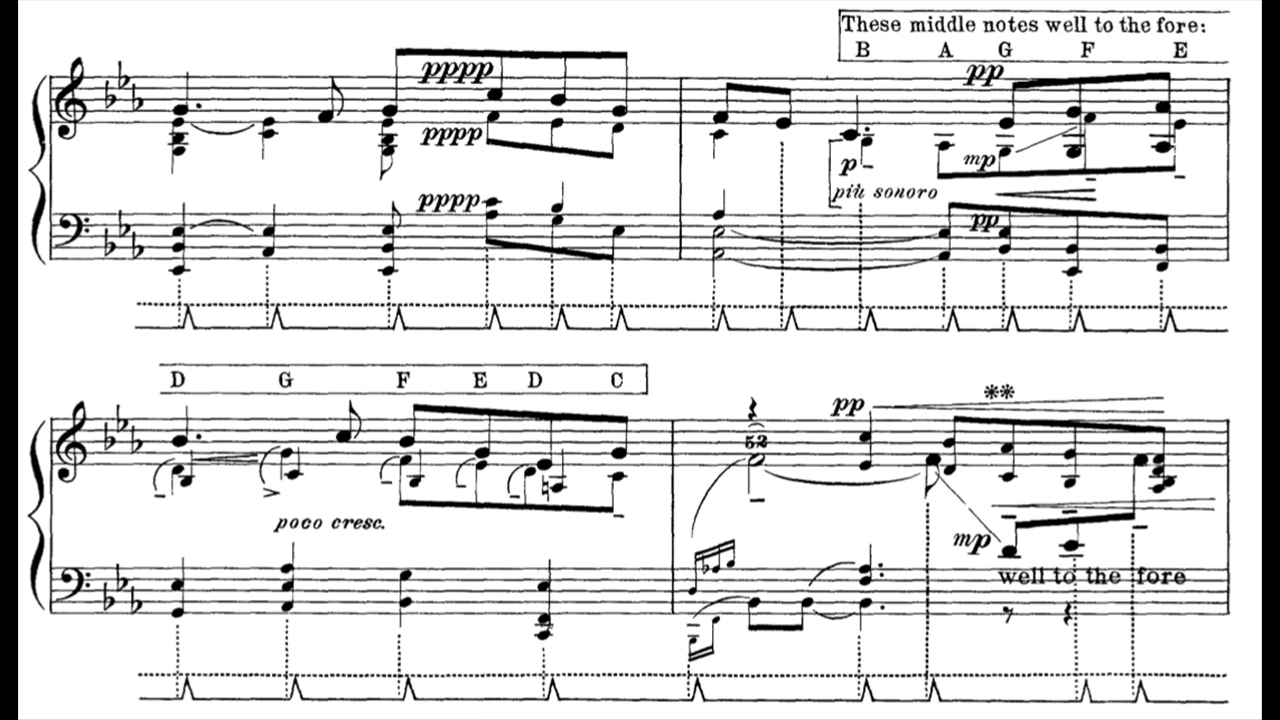 These middle notes well to the fore:
B A G F E
pppp
pp
pppp
p
mp
più sonoro
pppp
pp
D G F E D C
**
pp
52
poco cresc.
mp
well to the fore